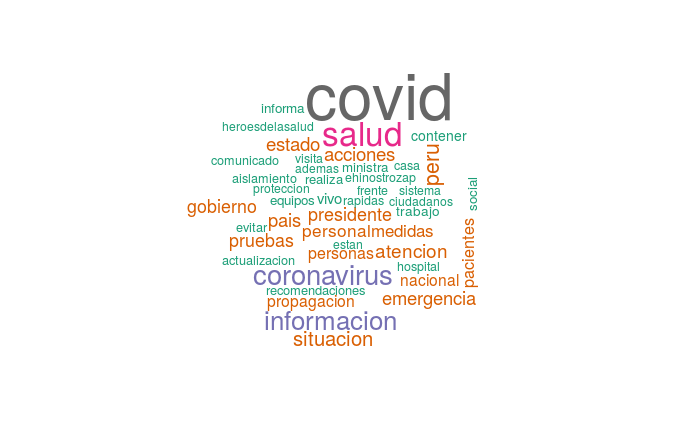 covid
informa
heroesdelasalud
salud
contener
estado
comunicado
visita
acciones
peru
ademas
ministra
casa
aislamiento
realiza
ehinostrozap
proteccion
frente
sistema
social
equipos
vivo
rapidas
ciudadanos
gobierno
pais
presidente
trabajo
evitar
personal
medidas
pruebas
estan
personas
atencion
pacientes
actualizacion
coronavirus
hospital
nacional
recomendaciones
propagacion
emergencia
informacion
situacion